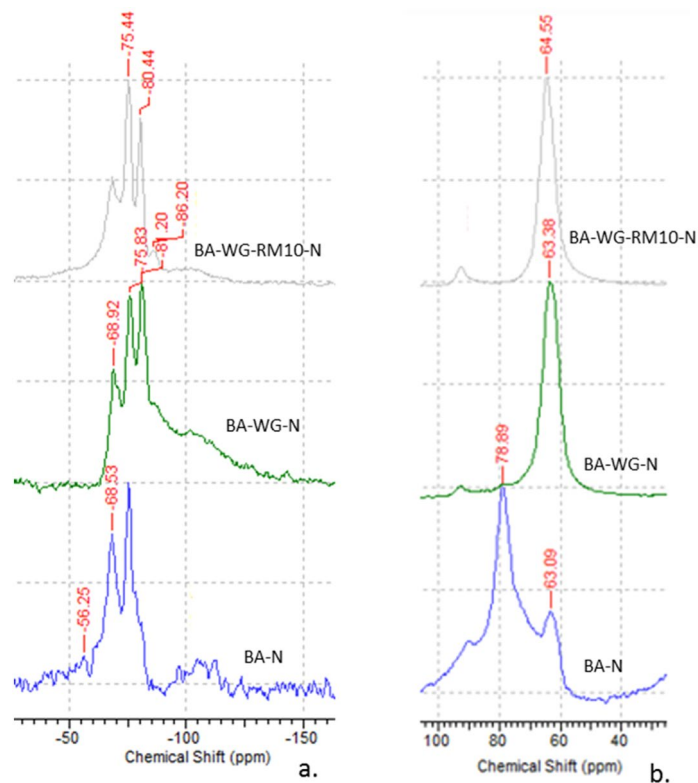 -75.44
-80.44
-81.20
-86.20
BA-WG-RM10-N
-68.92
75.83
BA-WG-N
-68.53
-56.25
BA-N
-50
-100
-150
Chemical Shift (ppm)
a.
64.55
BA-WG-RM10-N
63.38
BA-WG-N
78.89
63.09
BA-N
100
80
60
40
Chemical Shift (ppm)
b.